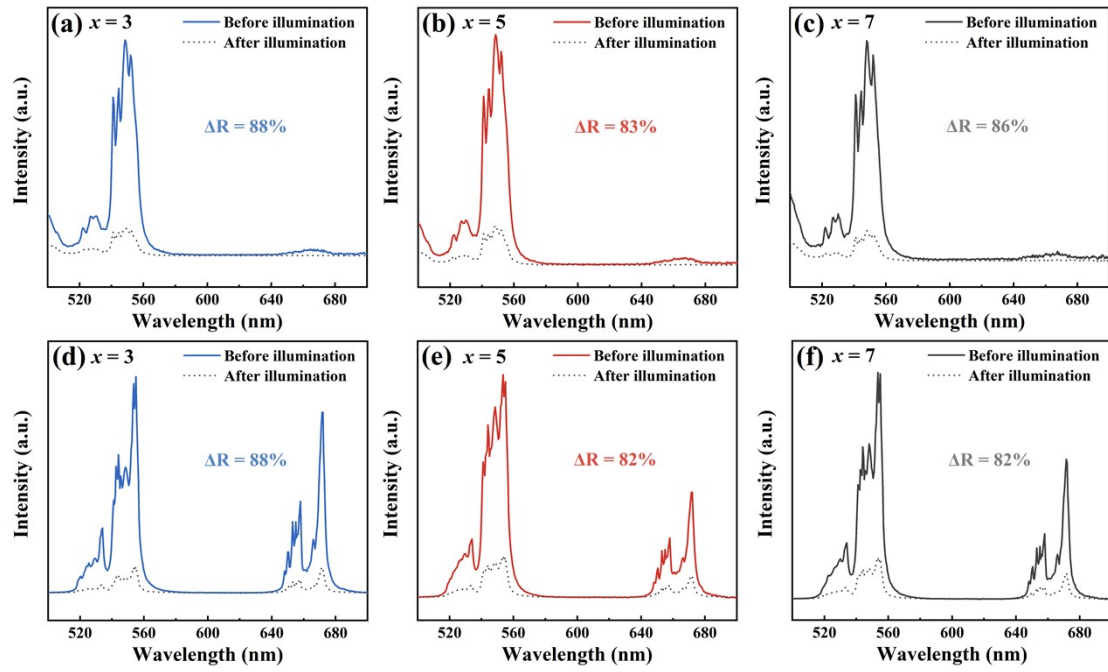 (a) x = 3
Before illumination
After illumination
ΔR = 88%
Intensity (a.u.)
520 560 600 640 680
Wavelength (nm)
(b) x = 5
Before illumination
After illumination
ΔR = 83%
Intensity (a.u.)
520 560 600 640 680
Wavelength (nm)
(c) x = 7
Before illumination
After illumination
ΔR = 86%
Intensity (a.u.)
520 560 600 640 680
Wavelength (nm)
(d) x = 3
Before illumination
After illumination
ΔR = 88%
Intensity (a.u.)
520 560 600 640 680
Wavelength (nm)
(e) x = 5
Before illumination
After illumination
ΔR = 82%
Intensity (a.u.)
520 560 600 640 680
Wavelength (nm)
(f) x = 7
Before illumination
After illumination
ΔR = 82%
Intensity (a.u.)
520 560 600 640 680
Wavelength (nm)